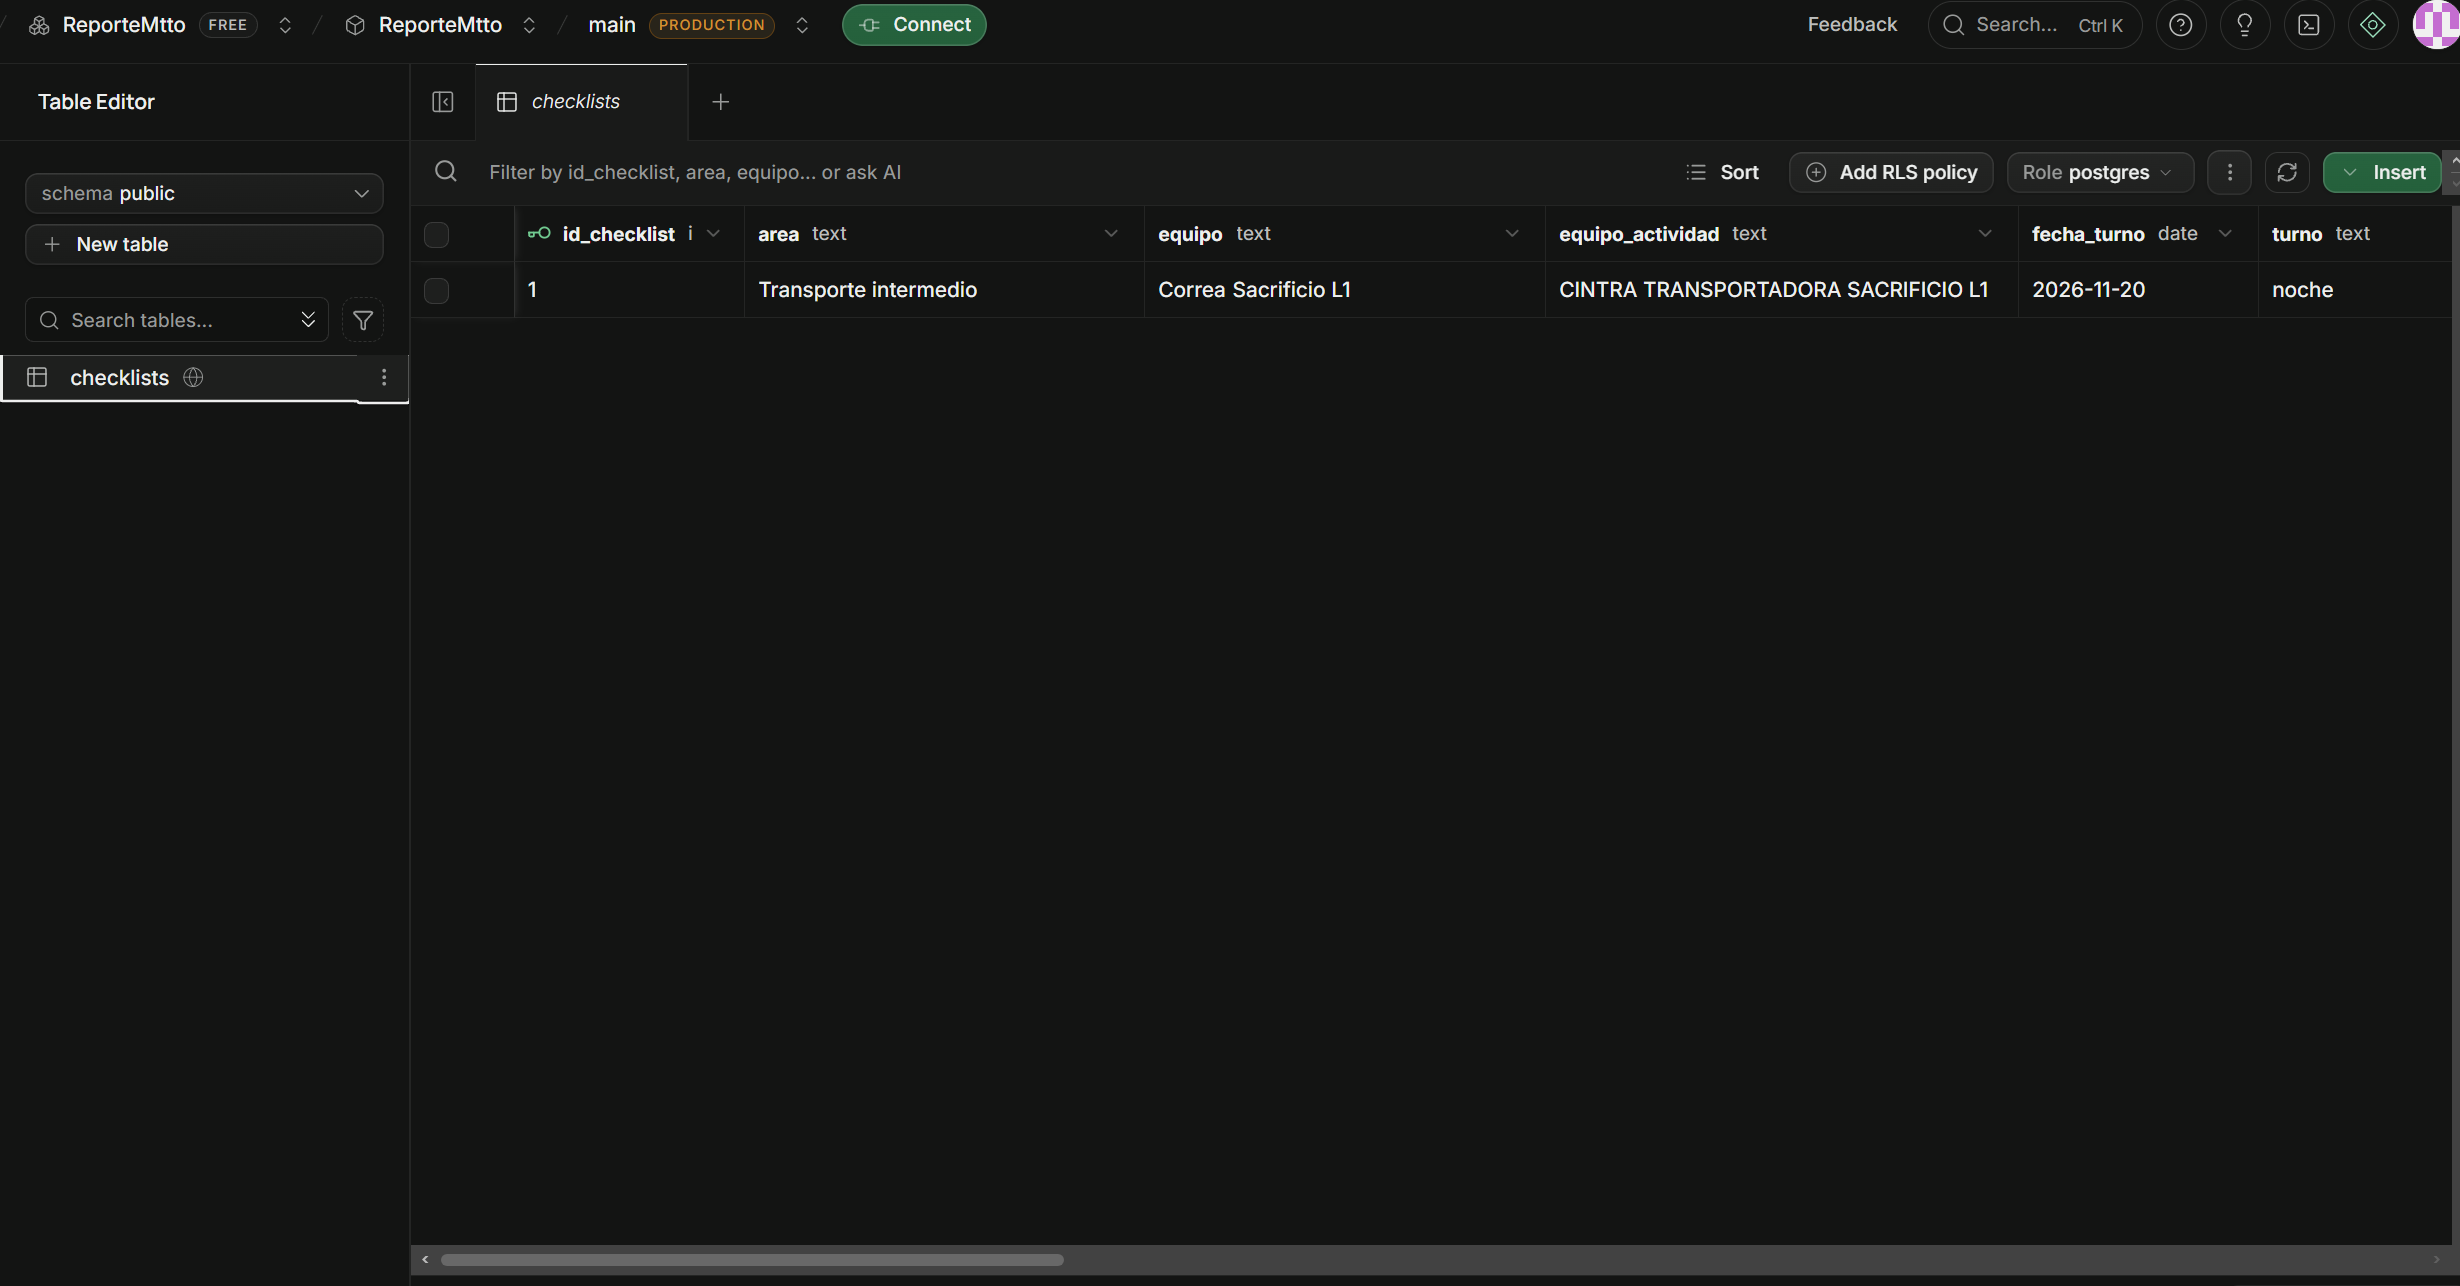 ReporteMtto FREE / ReporteMtto / main PRODUCTION Connect Feedback Search... Ctrl K
Table Editor
checklists
schema public
New table
Search tables...
checklists
Filter by id_checklist, area, equipo... or ask AI
Sort
Add RLS policy
Role postgres
Insert
id_checklist i area text equipo text equipo_actividad text fecha_turno date turno text
1 Transporte intermedio Correa Sacrificio L1 CINTRA TRANSPORTADORA SACRIFICIO L1 2026-11-20 noche